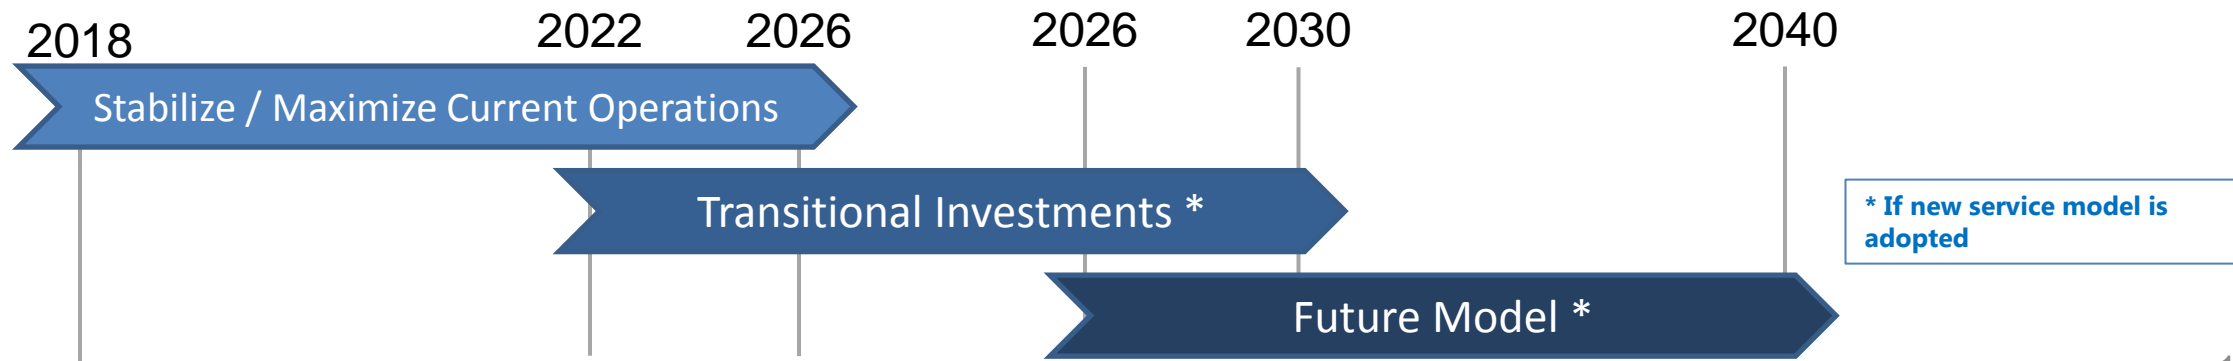 2018 2022 2026 2026 2030 2040
Stabilize / Maximize Current Operations
Transitional Investments *
* If new service model is
adopted
Future Model *